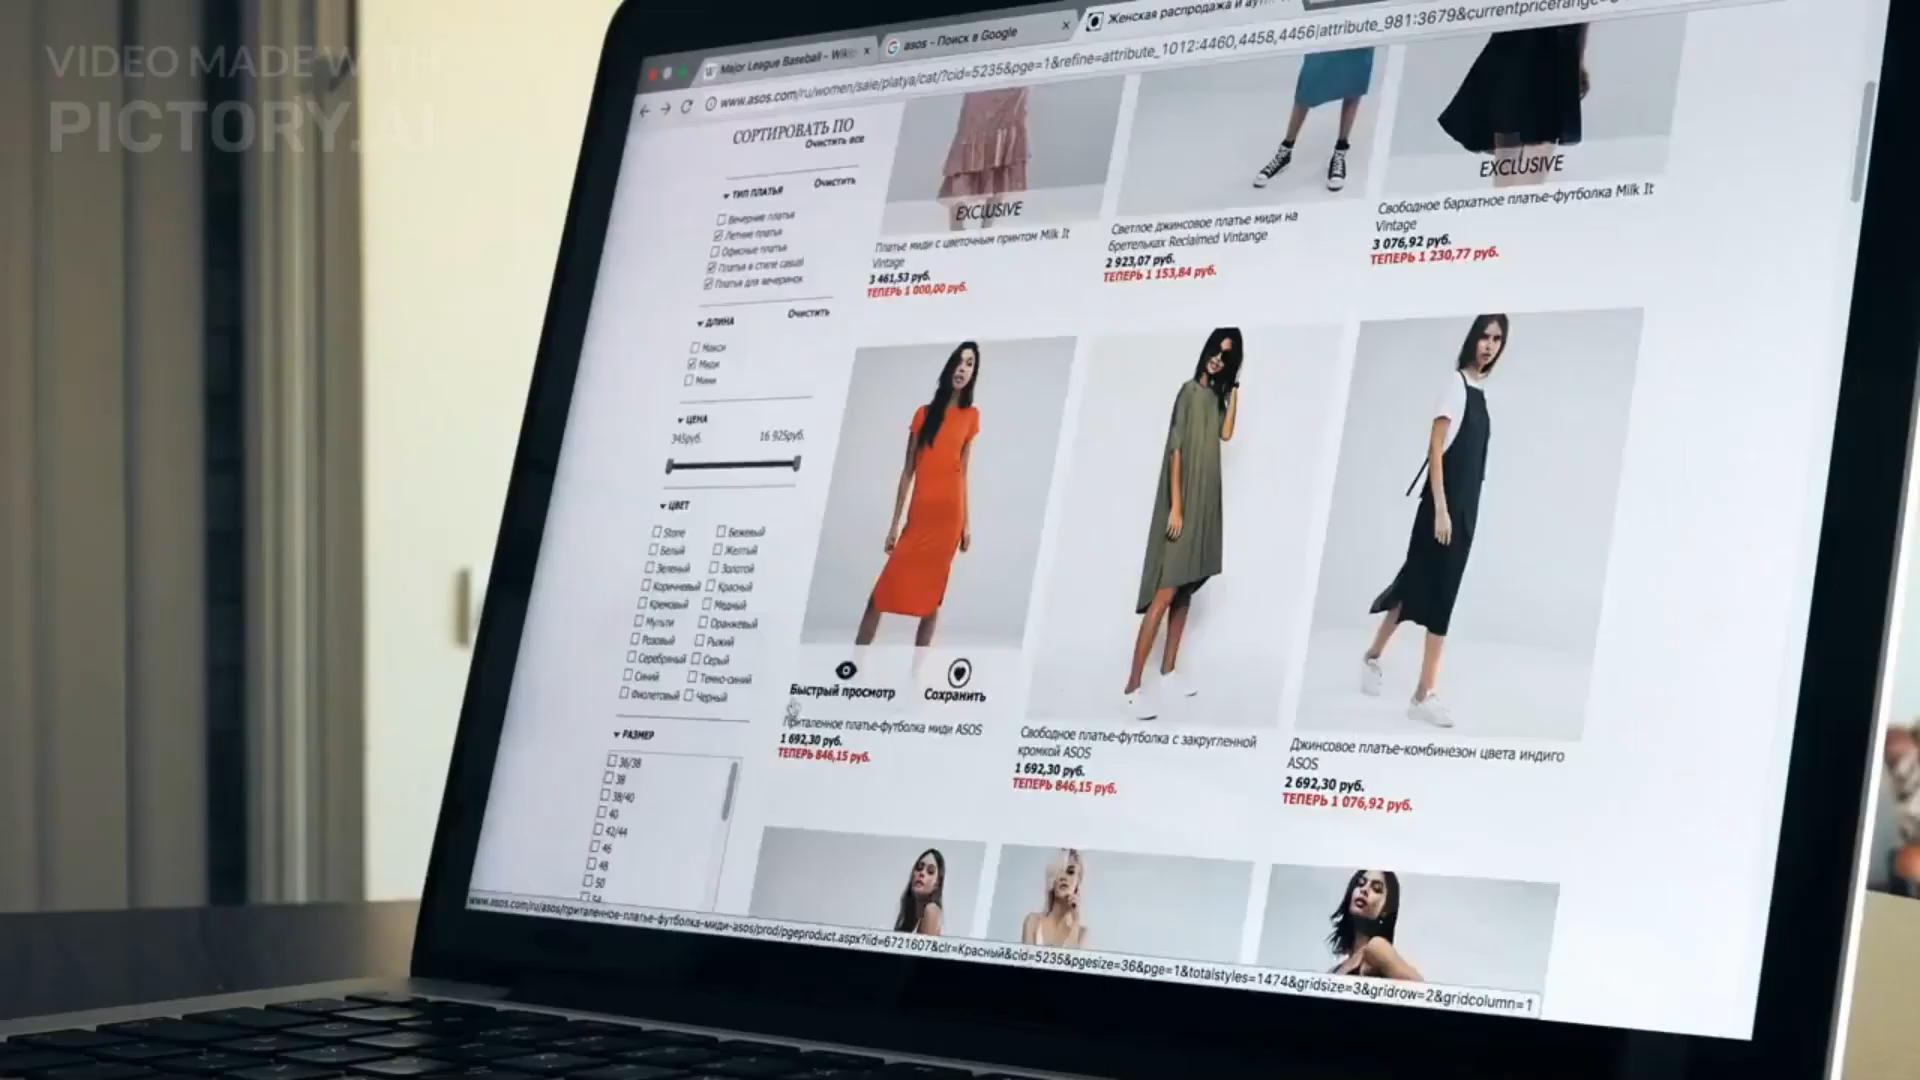 VIDEO MADE WITH
PICTORY.AI
Major League Baseball - Wiki
asos - Поиск в Google
Женская распродажа и аут
www.asos.com/ru/women/sale/platya/cat/?cid=5235&pge=1&refine=attribute_1012:4460,4458,4456|attribute_981:3679&currentpricerange=
СОРТИРОВАТЬ ПО
Очистить все
ТИП ПЛАТЬЯ
Очистить
Вечерние платья
Летние платья
Офисные платья
Платья в стиле casual
Платья для вечеринок
ДЛИНА
Очистить
Макси
Миди
Мини
ЦЕНА
345руб. 16 925руб.
ЦВЕТ
Stone Бежевый
Белый Желтый
Зеленый Золотой
Коричневый Красный
Кремовый Медный
Мульти Оранжевый
Розовый Рыжий
Серебряный Серый
Синий Темно-синий
Фиолетовый Черный
РАЗМЕР
36/38
38
38/40
40
42/44
46
48
50
54
EXCLUSIVE
Платье миди с цветочным принтом Milk It
Vintage
3 461,53 руб.
ТЕПЕРЬ 1 000,00 руб.
Светлое джинсовое платье миди на
бретельках Reclaimed Vintange
2 923,07 руб.
ТЕПЕРЬ 1 153,84 руб.
EXCLUSIVE
Свободное бархатное платье-футболка Milk It
Vintage
3 076,92 руб.
ТЕПЕРЬ 1 230,77 руб.
Быстрый просмотр
Сохранить
Приталенное платье-футболка миди ASOS
1 692,30 руб.
ТЕПЕРЬ 846,15 руб.
Свободное платье-футболка с закругленной
кромкой ASOS
1 692,30 руб.
ТЕПЕРЬ 846,15 руб.
Джинсовое платье-комбинезон цвета индиго
ASOS
2 692,30 руб.
ТЕПЕРЬ 1 076,92 руб.
www.asos.com/ru/asos/приталенное-платье-футболка-миди-asos/prod/pgeproduct.aspx?iid=6721607&clr=Красный&cid=5235&pgesize=36&pge=1&totalstyles=1474&gridsize=3&gridrow=2&gridcolumn=1